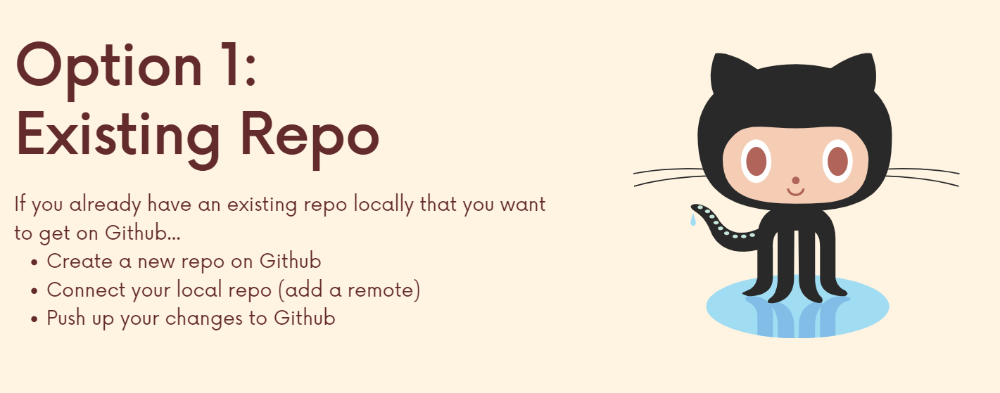 Option 1:
Existing Repo
If you already have an existing repo locally that you want
to get on Github...
• Create a new repo on Github
• Connect your local repo (add a remote)
• Push up your changes to Github